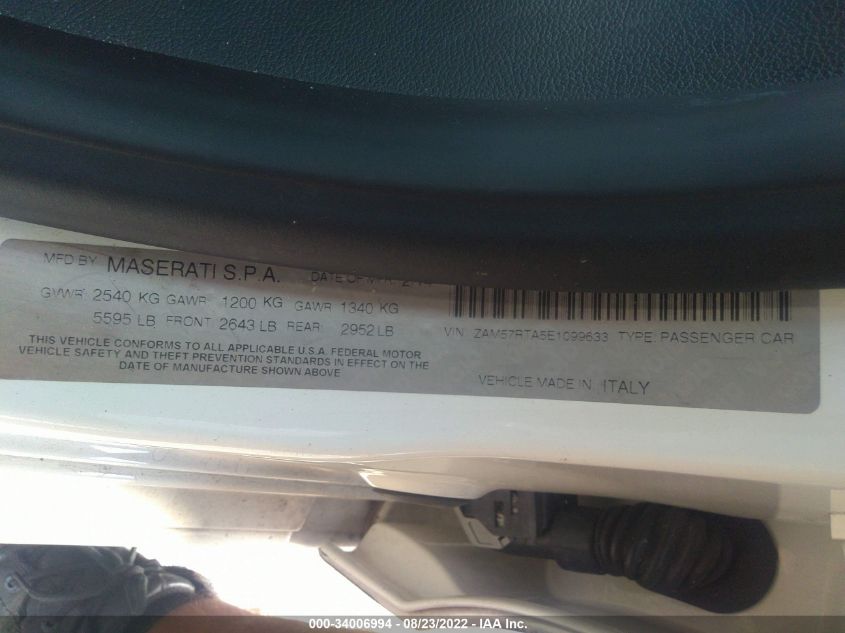 MFD BY MASERATI S.P.A. DATE OF MFR
GVWR: 2540 KG GAWR 1200 KG GAWR 1340 KG
5595 LB FRONT: 2643 LB REAR: 2952 LB
THIS VEHICLE CONFORMS TO ALL APPLICABLE U.S.A. FEDERAL MOTOR
VEHICLE SAFETY AND THEFT PREVENTION STANDARDS IN EFFECT ON THE
DATE OF MANUFACTURE SHOWN ABOVE
VIN: ZAM57RTA5E1099633 TYPE: PASSENGER CAR
VEHICLE MADE IN: ITALY
000-34006994 - 08/23/2022 - IAA Inc.